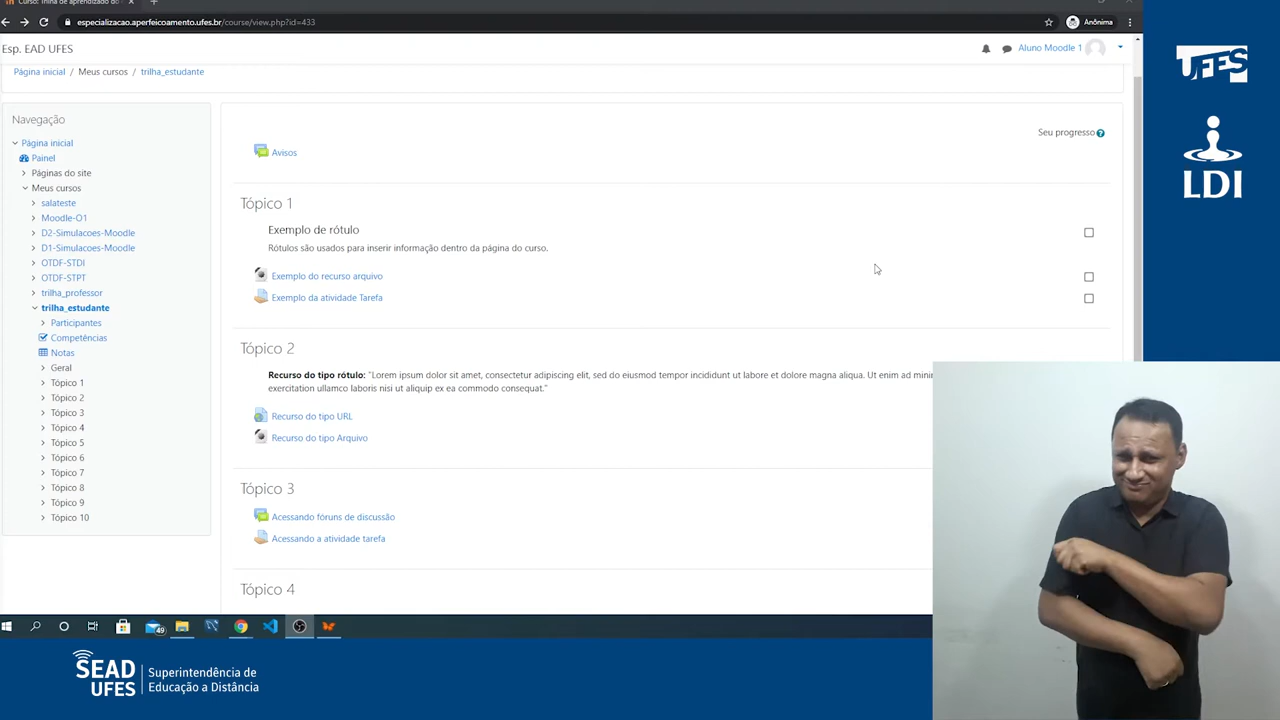 Curso: Trilha de aprendizado do
especializacao.aperfeicoamento.ufes.br/course/view.php?id=433
Anônima
Esp. EAD UFES
Aluno Moodle 1
Página inicial / Meus cursos / trilha_estudante
Navegação
Página inicial
Painel
Páginas do site
Meus cursos
salateste
Moodle-O1
D2-Simulacoes-Moodle
D1-Simulacoes-Moodle
OTDF-STDI
OTDF-STPT
trilha_professor
trilha_estudante
Participantes
Competências
Notas
Geral
Tópico 1
Tópico 2
Tópico 3
Tópico 4
Tópico 5
Tópico 6
Tópico 7
Tópico 8
Tópico 9
Tópico 10
Seu progresso
Avisos
Tópico 1
Exemplo de rótulo
Rótulos são usados para inserir informação dentro da página do curso.
Exemplo do recurso arquivo
Exemplo da atividade Tarefa
Tópico 2
Recurso do tipo rótulo: "Lorem ipsum dolor sit amet, consectetur adipiscing elit, sed do eiusmod tempor incididunt ut labore et dolore magna aliqua. Ut enim ad minim
exercitation ullamco laboris nisi ut aliquip ex ea commodo consequat."
Recurso do tipo URL
Recurso do tipo Arquivo
Tópico 3
Acessando fóruns de discussão
Acessando a atividade tarefa
Tópico 4
49
UFES
LDI
SEAD
UFES
Superintendência de
Educação a Distância